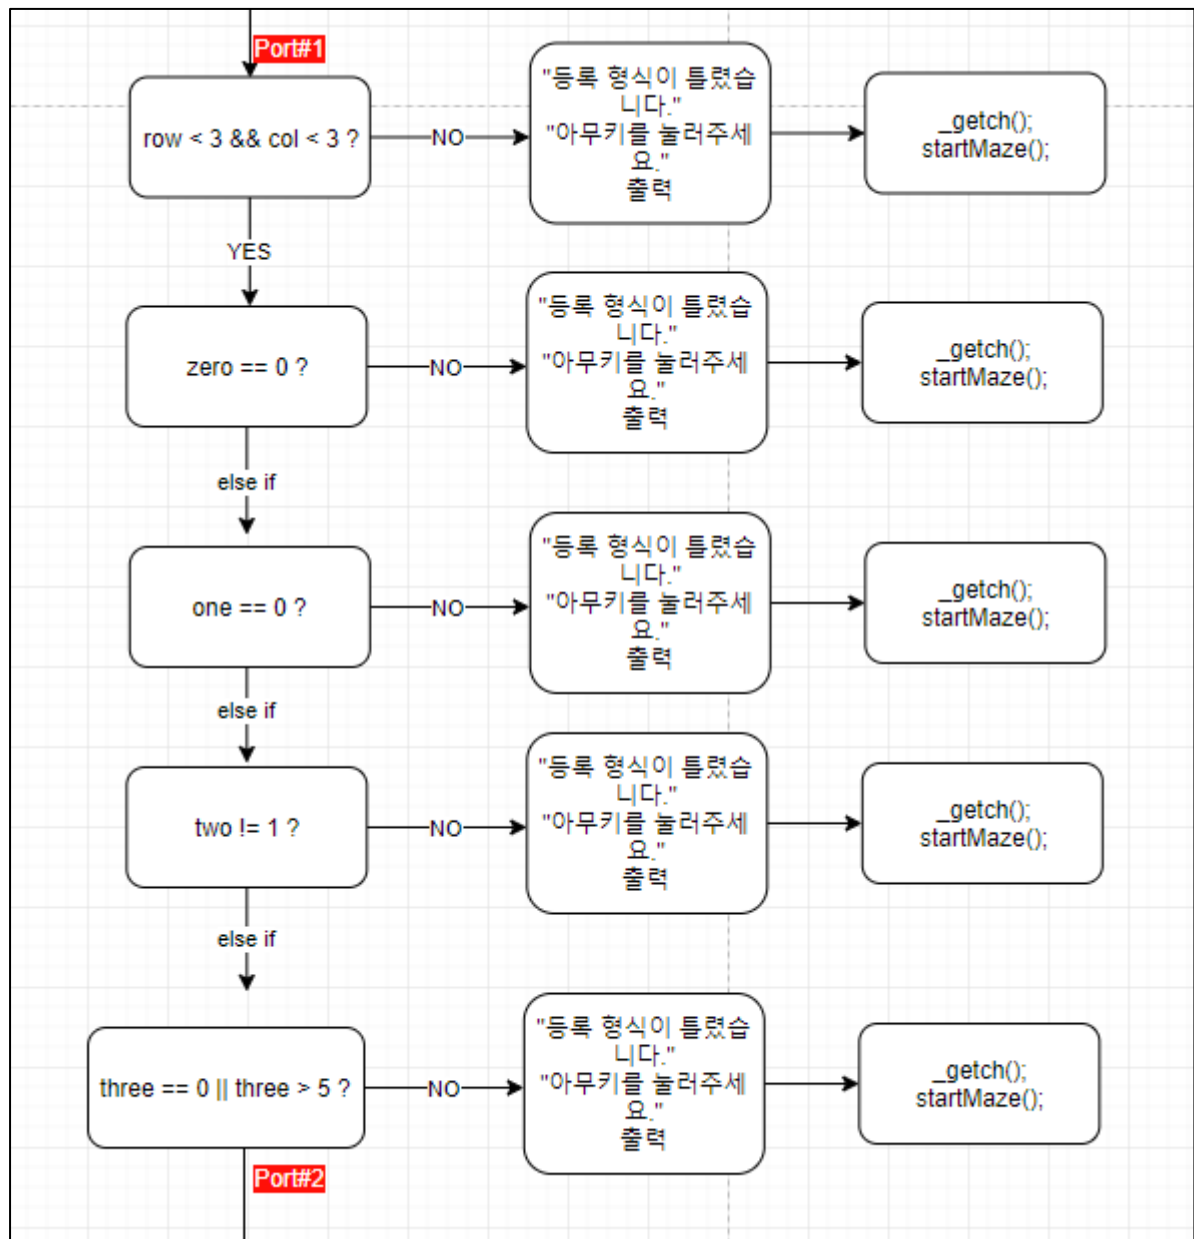 Port#1
row < 3 && col < 3 ?
NO
"등록 형식이 틀렸습
니다."
"아무키를 눌러주세
요."
출력
_getch();
startMaze();
YES
zero == 0 ?
NO
"등록 형식이 틀렸습
니다."
"아무키를 눌러주세
요."
출력
_getch();
startMaze();
else if
one == 0 ?
NO
"등록 형식이 틀렸습
니다."
"아무키를 눌러주세
요."
출력
_getch();
startMaze();
else if
two != 1 ?
NO
"등록 형식이 틀렸습
니다."
"아무키를 눌러주세
요."
출력
_getch();
startMaze();
else if
three == 0 || three > 5 ?
NO
"등록 형식이 틀렸습
니다."
"아무키를 눌러주세
요."
출력
_getch();
startMaze();
Port#2